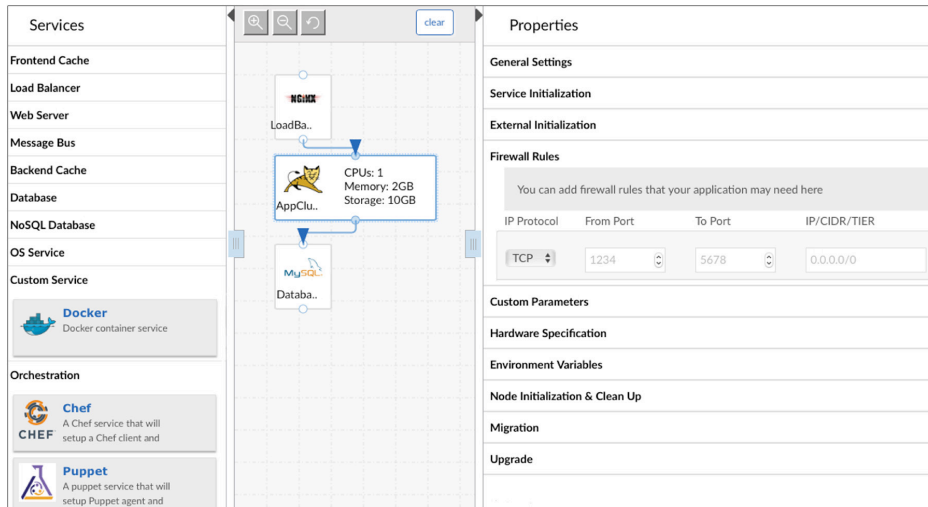 Services
Frontend Cache
Load Balancer
Web Server
Message Bus
Backend Cache
Database
NoSQL Database
OS Service
Custom Service
Docker
Docker container service
Orchestration
CHEF
Chef
A Chef service that will
setup a Chef client and
Puppet
A puppet service that will
setup Puppet agent and
clear
NGINX
LoadBa..
CPUs: 1
Memory: 2GB
Storage: 10GB
AppClu..
MySQL
Databa..
Properties
General Settings
Service Initialization
External Initialization
Firewall Rules
You can add firewall rules that your application may need here
IP Protocol From Port To Port IP/CIDR/TIER
TCP 1234 5678 0.0.0.0/0
Custom Parameters
Hardware Specification
Environment Variables
Node Initialization & Clean Up
Migration
Upgrade